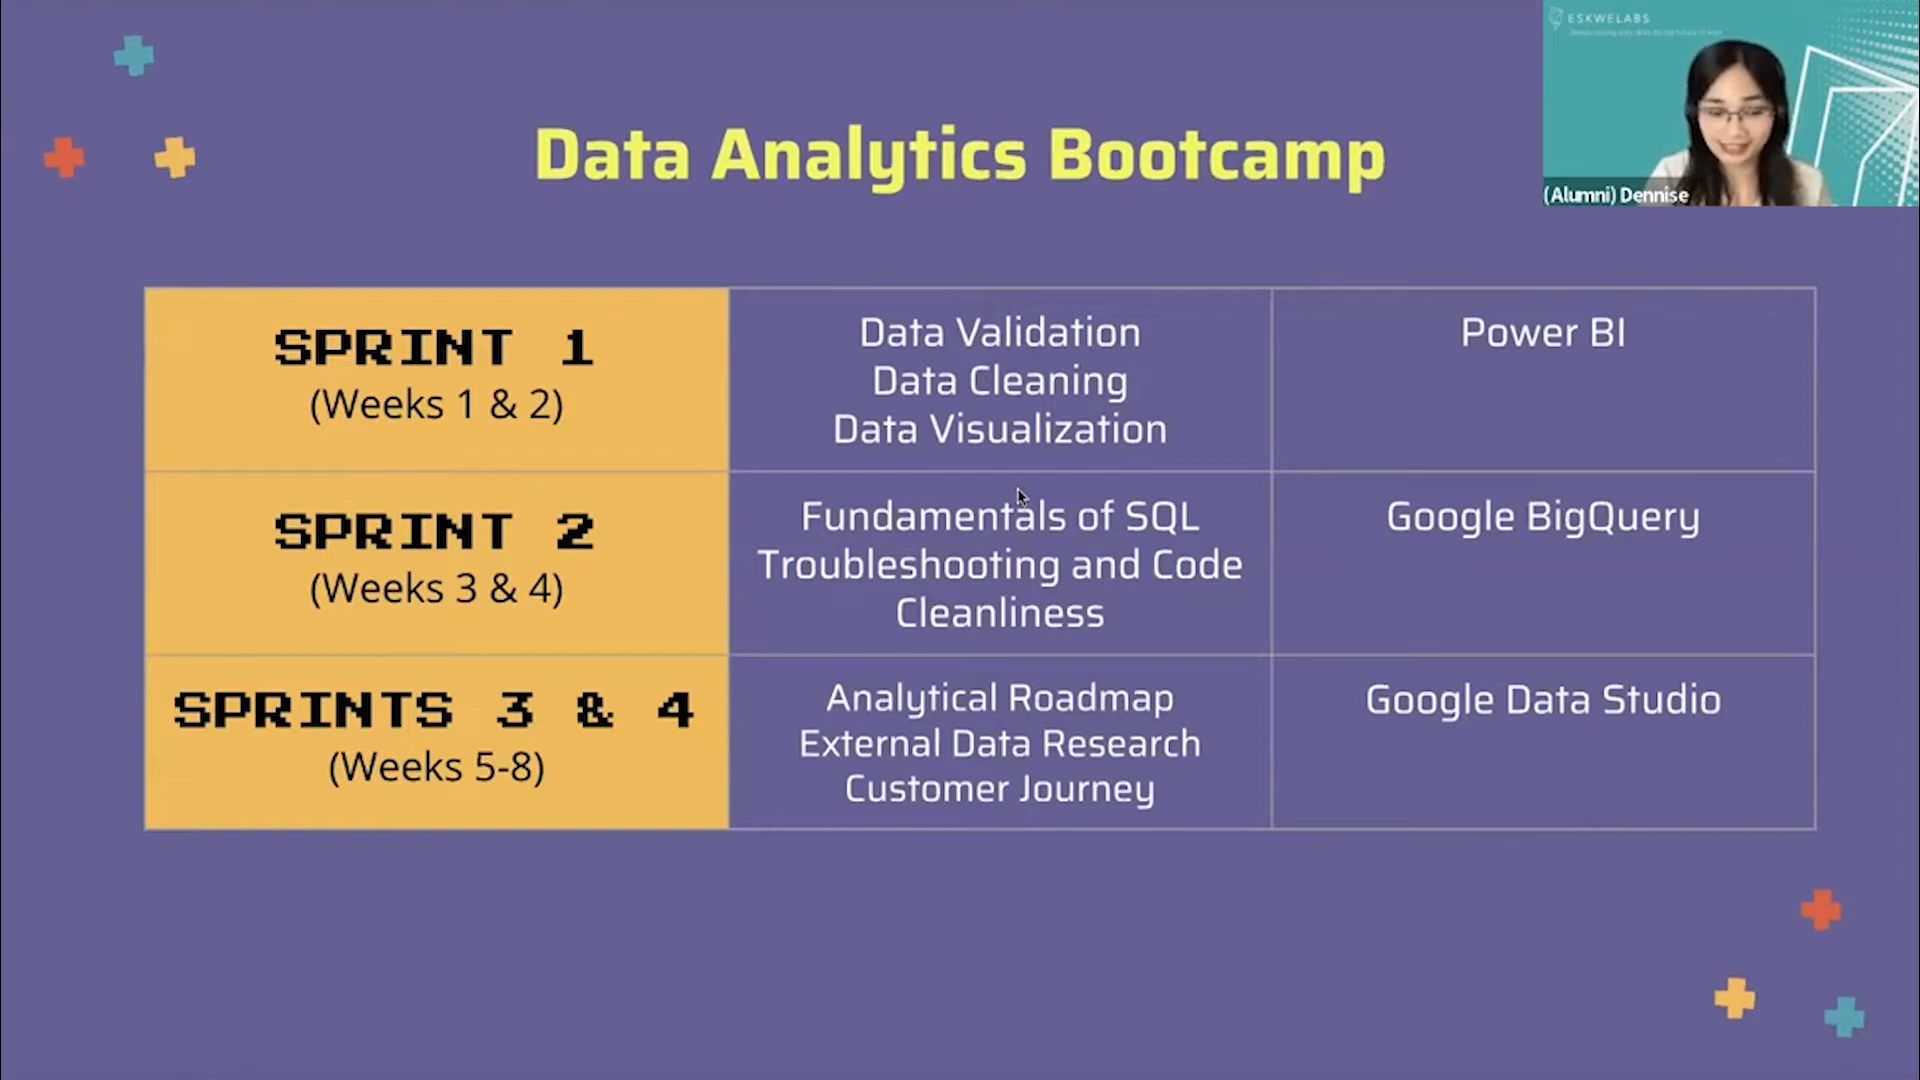 Data Analytics Bootcamp
ESKWELABS
(Alumni) Dennise
SPRINT 1
(Weeks 1 & 2)
Data Validation
Data Cleaning
Data Visualization
Power BI
SPRINT 2
(Weeks 3 & 4)
Fundamentals of SQL
Troubleshooting and Code
Cleanliness
Google BigQuery
SPRINTS 3 & 4
(Weeks 5-8)
Analytical Roadmap
External Data Research
Customer Journey
Google Data Studio